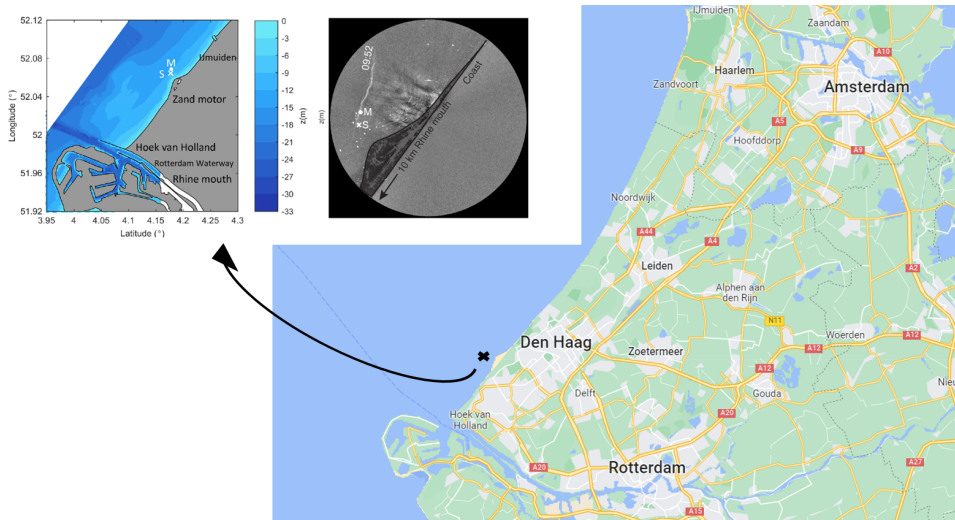 52.12
52.08
52.04
52
51.96
51.92
Longitude (°)
3.95
4
4.05
4.1
4.15
4.2
4.25
4.3
Latitude (°)
M
S
IJmuiden
Zand motor
Hoek van Holland
Rotterdam Waterway
Rhine mouth
0
-3
-6
-9
-12
-15
-18
-21
-24
-27
-30
-33
z(m)
z(m)
09:52
M
S
Coast
10 km Rhine mouth
IJmuiden
Zaandam
A10
Haarlem
Zandvoort
Amsterdam
A5
A9
Hoofddorp
Noordwijk
A44
A4
A2
Leiden
Alphen aan
den Rijn
N11
Woerden
A12
Den Haag
Zoetermeer
A12
Nieu
Delft
Gouda
Hoek van
Holland
A20
A20
Rotterdam
A27
A15